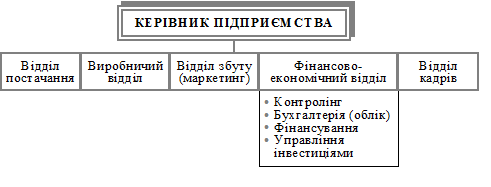 КЕРІВНИК ПІДПРИЄМСТВА
Відділ
постачання
Виробничий
відділ
Відділ збуту
(маркетинг)
Фінансово-
економічний відділ
Відділ
кадрів
• Контролінг
• Бухгалтерія (облік)
• Фінансування
• Управління
інвестиціями